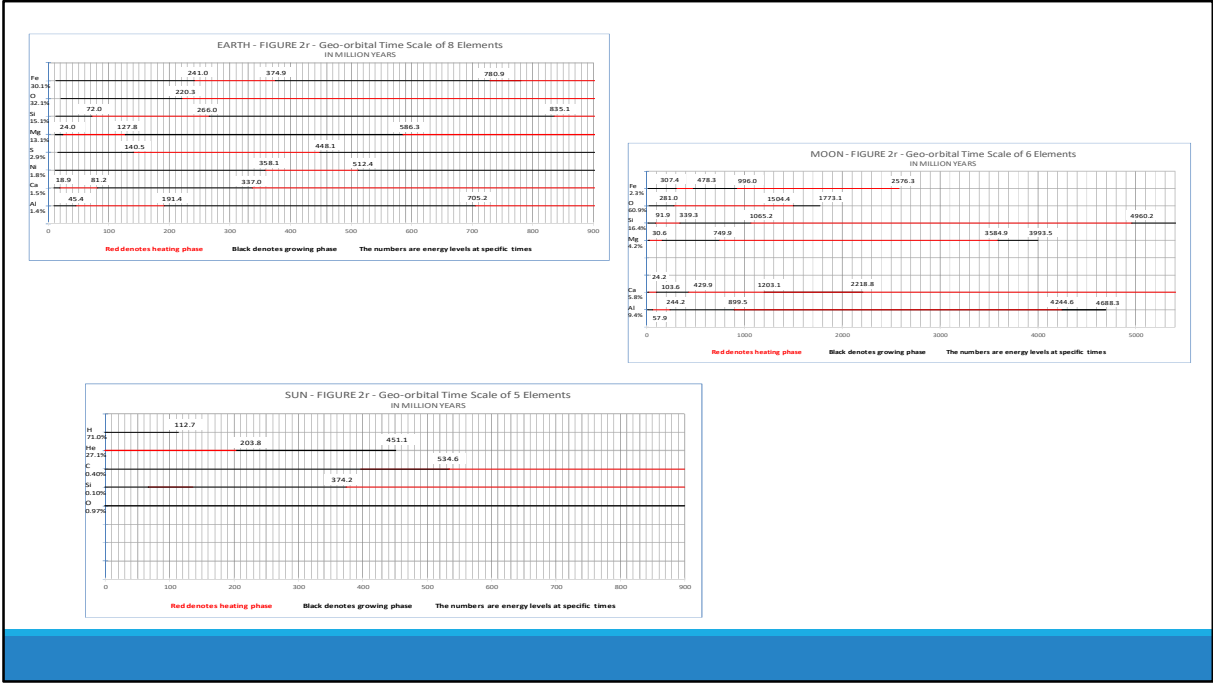 EARTH - FIGURE 2r - Geo-orbital Time Scale of 8 Elements
IN MILLION YEARS
Fe
30.1%
241.0 374.9 780.9
O
32.1%
220.3
Si
15.1%
72.0 266.0 835.1
Mg
13.1%
24.0 127.8 586.3
S
2.9%
140.5 448.1
Ni
1.8%
358.1 512.4
Ca
1.5%
18.9 81.2 337.0
Al
1.4%
45.4 191.4 705.2
0 100 200 300 400 500 600 700 800 900
Red denotes heating phase Black denotes growing phase The numbers are energy levels at specific times
MOON - FIGURE 2r - Geo-orbital Time Scale of 6 Elements
IN MILLION YEARS
Fe
2.3%
307.4 478.3 996.0 2576.3
O
60.9%
281.0 1504.4 1773.1
Si
16.4%
91.9 339.3 1065.2 4960.2
Mg
4.2%
30.6 749.9 3584.9 3993.5
Ca
5.8%
24.2
103.6 429.9 1203.1 2218.8
Al
9.4%
244.2 899.5 4244.6 4688.3
57.9
0 1000 2000 3000 4000 5000
Red denotes heating phase Black denotes growing phase The numbers are energy levels at specific times
SUN - FIGURE 2r - Geo-orbital Time Scale of 5 Elements
IN MILLION YEARS
H
71.0%
112.7
He
27.1%
203.8 451.1
C
0.40%
534.6
Si
0.10%
374.2
O
0.97%
0 100 200 300 400 500 600 700 800 900
Red denotes heating phase Black denotes growing phase The numbers are energy levels at specific times